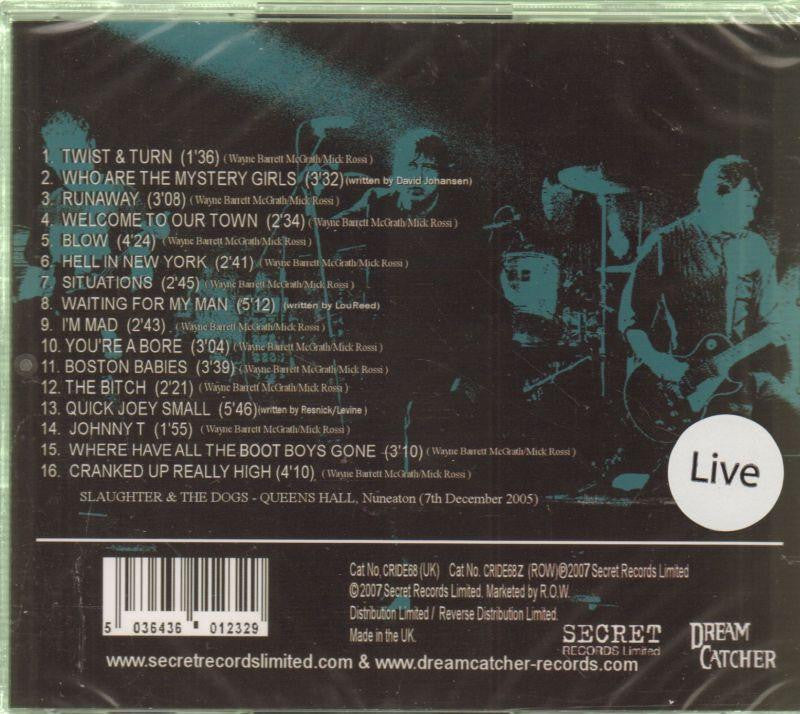 1. TWIST & TURN (1'36) ( Wayne Barrett McGrath/Mick Rossi )
2. WHO ARE THE MYSTERY GIRLS (3'32) (written by David Johansen)
3. RUNAWAY (3'08) ( Wayne Barrett McGrath/Mick Rossi )
4. WELCOME TO OUR TOWN (2'34) ( Wayne Barrett McGrath/Mick Rossi )
5. BLOW (4'24) ( Wayne Barrett McGrath/Mick Rossi )
6. HELL IN NEW YORK (2'41) ( Wayne Barrett McGrath/Mick Rossi )
7. SITUATIONS (2'45) ( Wayne Barrett McGrath/Mick Rossi )
8. WAITING FOR MY MAN (5'12) (written by Lou Reed)
9. I'M MAD (2'43) ( Wayne Barrett McGrath/Mick Rossi )
10. YOU'RE A BORE (3'04) ( Wayne Barrett McGrath/Mick Rossi )
11. BOSTON BABIES (3'39) ( Wayne Barrett McGrath/Mick Rossi )
12. THE BITCH (2'21) ( Wayne Barrett McGrath/Mick Rossi )
13. QUICK JOEY SMALL (5'46) (written by Resnick/Levine )
14. JOHNNY T (1'55) ( Wayne Barrett McGrath/Mick Rossi )
15. WHERE HAVE ALL THE BOOT BOYS GONE (3'10) ( Wayne Barrett McGrath/Mick Rossi )
16. CRANKED UP REALLY HIGH (4'10) ( Wayne Barrett McGrath/Mick Rossi )
SLAUGHTER & THE DOGS - QUEENS HALL, Nuneaton (7th December 2005)
Live
Cat No, CRIDE68 (UK) Cat No. CRIDE68Z (ROW)℗2007 Secret Records Limited
©2007 Secret Records Limited. Marketed by R.O.W.
Distribution Limited / Reverse Distribution Limited.
Made in the UK.
5 036436 012329
SECRET
RECORDS Limited
DREAM
CATCHER
www.secretrecordslimited.com & www.dreamcatcher-records.com